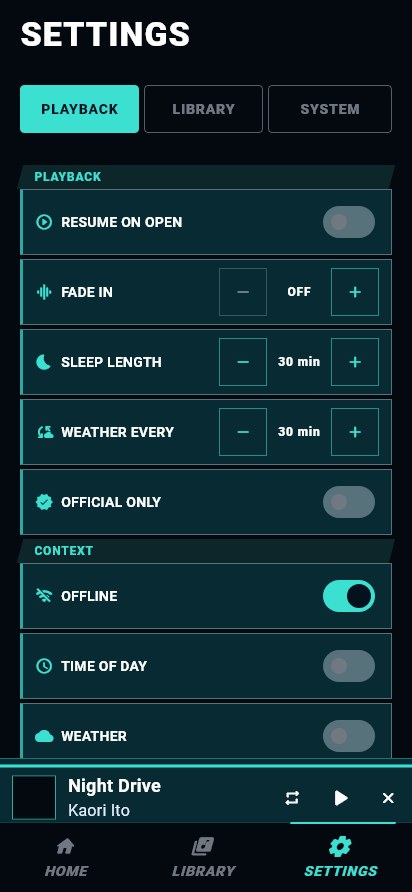 SETTINGS
PLAYBACK LIBRARY SYSTEM
PLAYBACK
RESUME ON OPEN
FADE IN − OFF +
SLEEP LENGTH − 30 min +
WEATHER EVERY − 30 min +
OFFICIAL ONLY
CONTEXT
OFFLINE
TIME OF DAY
WEATHER
Night Drive
Kaori Ito
HOME LIBRARY SETTINGS